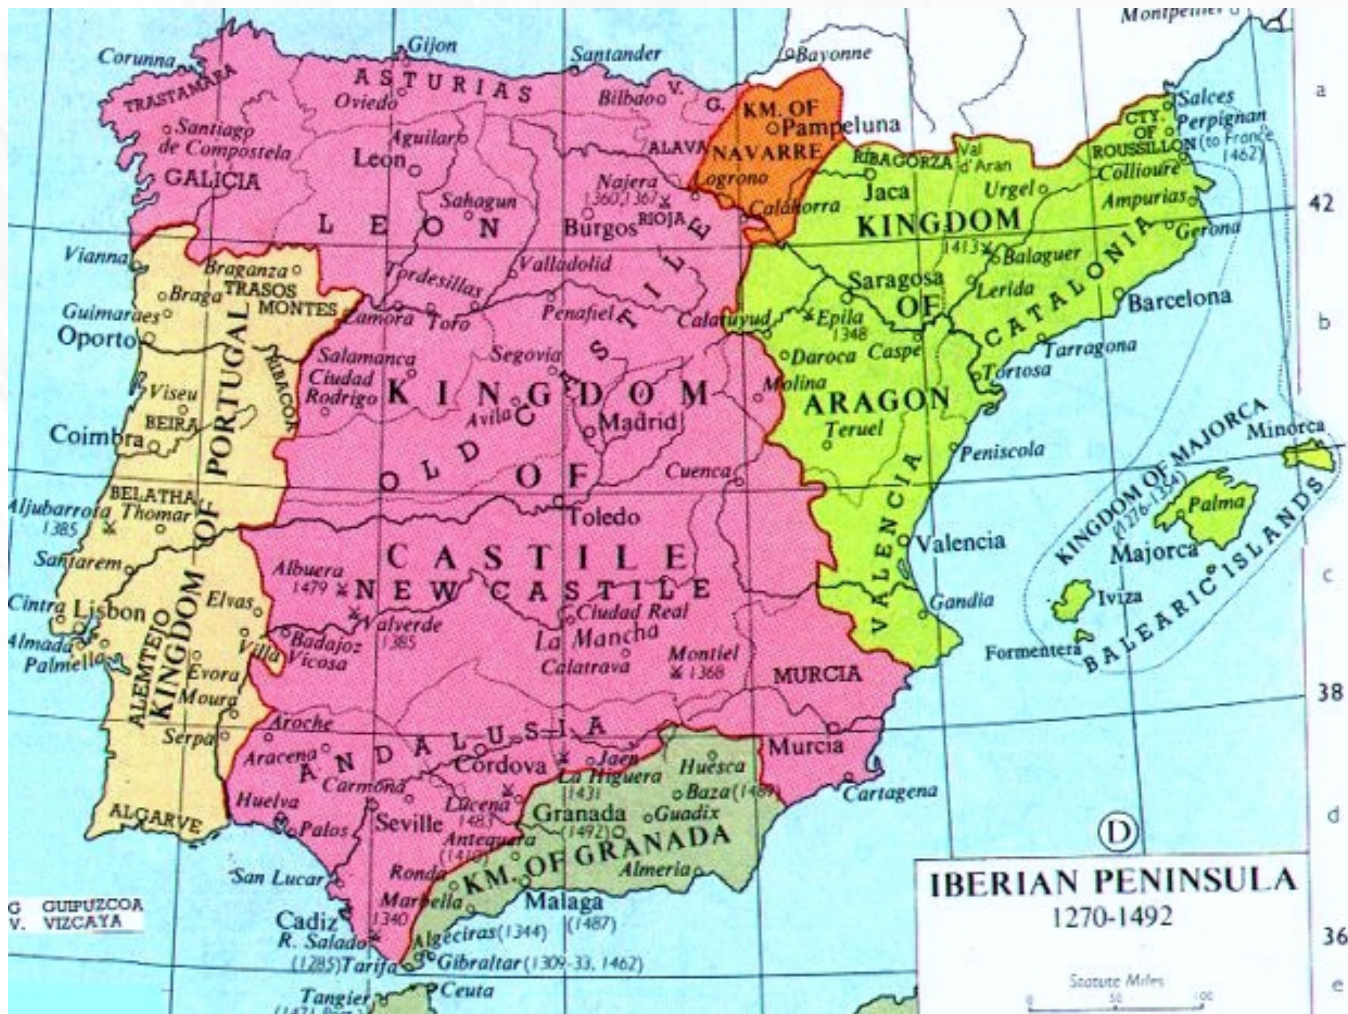 Montpellier
Bayonne
Corunna
Gijon
Santander
ASTURIAS
Oviedo
Bilbao
V.
G.
KM. OF
NAVARRE
Pampeluna
a
TRASTAMARA
Santiago
de Compostela
Aguilar
Leon
ALAVA
Logrono
RIBAGORZA
Val
d'Aran
CTY.
OF
ROUSSILLON
Salces
Perpignan
(to France
1462)
Collioure
GALICIA
Sahagun
Najera
1360,1367
RIOJA
Calahorra
Jaca
Urgel
Ampurias
42
LEON
Burgos
KINGDOM
OF
ARAGON
1413
Balaguer
Gerona
CATALONIA
Vianna
Braganza
TRASOS
MONTES
Braga
Guimaraes
Oporto
Tordesillas
Valladolid
Zamora
Toro
Penafiel
Calatuyud
Saragosa
Epila
1348
Lerida
Barcelona
b
Caspe
Tarragona
Daroca
Tortosa
RIBACOA
Salamanca
Ciudad
Rodrigo
Segovia
Avila
Molina
Viseu
BEIRA
Coimbra
KINGDOM
OF
CASTILE
OLD CASTILE
Madrid
Teruel
Peniscola
KINGDOM OF MAJORCA
(1276-1354)
Minorca
Palma
Majorca
BALEARIC ISLANDS
Iviza
Formentera
KINGDOM OF PORTUGAL
BELATHA
Aljubarrota
1385
Thomar
Cuenca
Toledo
VALENCIA
Valencia
Gandia
c
Santarem
Albuera
1479
NEW CASTILE
Cintra
Lisbon
Elvas
Almada
Palmella
ALEMTEJO
Villa
Vicosa
Badajoz
Valverde
1385
Ciudad Real
La Mancha
Calatrava
Montiel
1368
Evora
Moura
Serpa
MURCIA
38
Aroche
Aracena
ANDALUSIA
Cordova
Jaen
Murcia
Cartagena
La Higuera
1431
Huesca
Baza (1489)
Carmona
Lucena
1483
Granada
(1492)
Guadix
ALGARVE
Huelva
Palos
Seville
Antequera
(1410)
KM. OF GRANADA
Almeria
d
San Lucar
Ronda
Marbella
Malaga
(1487)
G GUIPUZCOA
V. VIZCAYA
Cadiz
R. Salado
1340
Algeciras (1344)
(1285) Tarifa
Gibraltar (1309-33, 1462)
Tangier
Ceuta
D
IBERIAN PENINSULA
1270-1492
36
Statute Miles
0 50 100
e